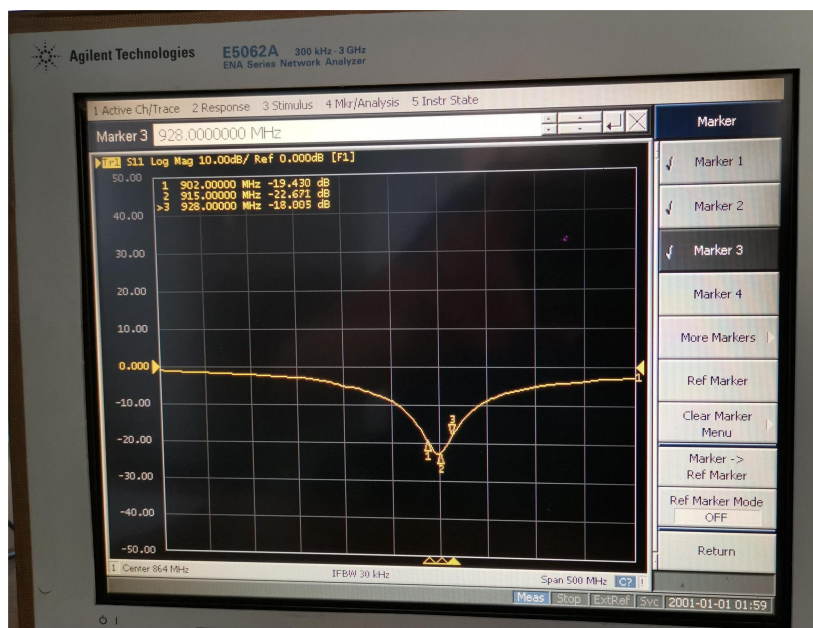 Agilent Technologies E5062A 300 kHz - 3 GHz
ENA Series Network Analyzer
1 Active Ch/Trace 2 Response 3 Stimulus 4 Mkr/Analysis 5 Instr State
Marker 3 928.0000000 MHz
Tr1 S11 Log Mag 10.00dB/ Ref 0.000dB [F1]
50.00
1 902.00000 MHz -19.430 dB
2 915.00000 MHz -22.671 dB
>3 928.00000 MHz -18.005 dB
40.00
30.00
20.00
10.00
0.000
-10.00
-20.00
-30.00
-40.00
-50.00
1
3
1
2
1 Center 864 MHz IFBW 30 kHz Span 500 MHz C? !
Meas Stop ExtRef Svc 2001-01-01 01:59
Marker
Marker 1
Marker 2
Marker 3
Marker 4
More Markers
Ref Marker
Clear Marker
Menu
Marker ->
Ref Marker
Ref Marker Mode
OFF
Return